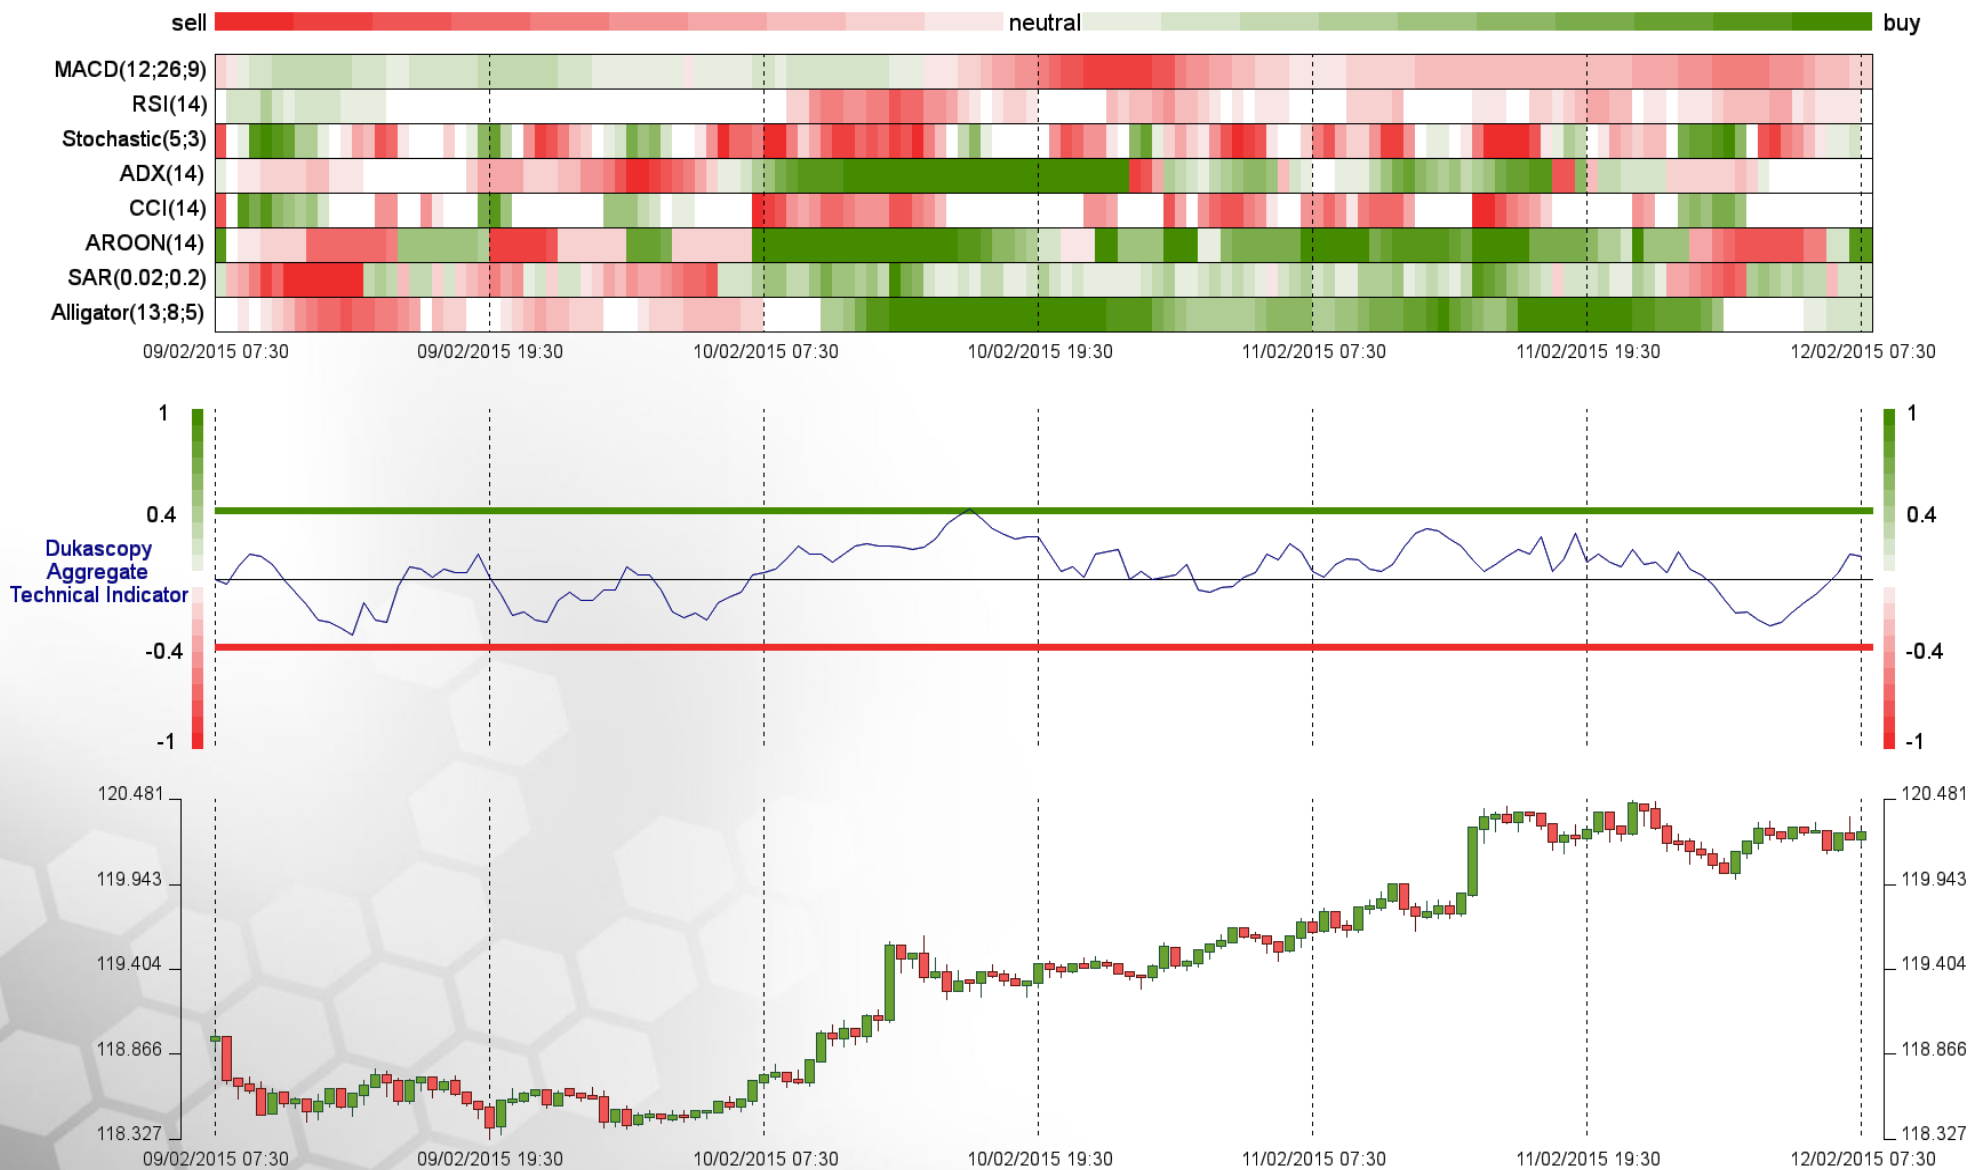 sell neutral buy
MACD(12;26;9)
RSI(14)
Stochastic(5;3)
ADX(14)
CCI(14)
AROON(14)
SAR(0.02;0.2)
Alligator(13;8;5)
09/02/2015 07:30 09/02/2015 19:30 10/02/2015 07:30 10/02/2015 19:30 11/02/2015 07:30 11/02/2015 19:30 12/02/2015 07:30
1 1
0.4 0.4
Dukascopy
Aggregate
Technical Indicator
-0.4 -0.4
-1 -1
120.481 120.481
119.943 119.943
119.404 119.404
118.866 118.866
118.327 118.327
09/02/2015 07:30 09/02/2015 19:30 10/02/2015 07:30 10/02/2015 19:30 11/02/2015 07:30 11/02/2015 19:30 12/02/2015 07:30